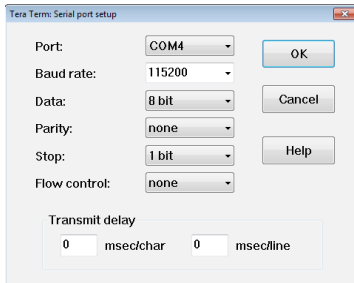 Tera Term: Serial port setup
Port: COM4
OK
Baud rate: 115200
Data: 8 bit
Cancel
Parity: none
Stop: 1 bit
Help
Flow control: none
Transmit delay
0 msec/char 0 msec/line